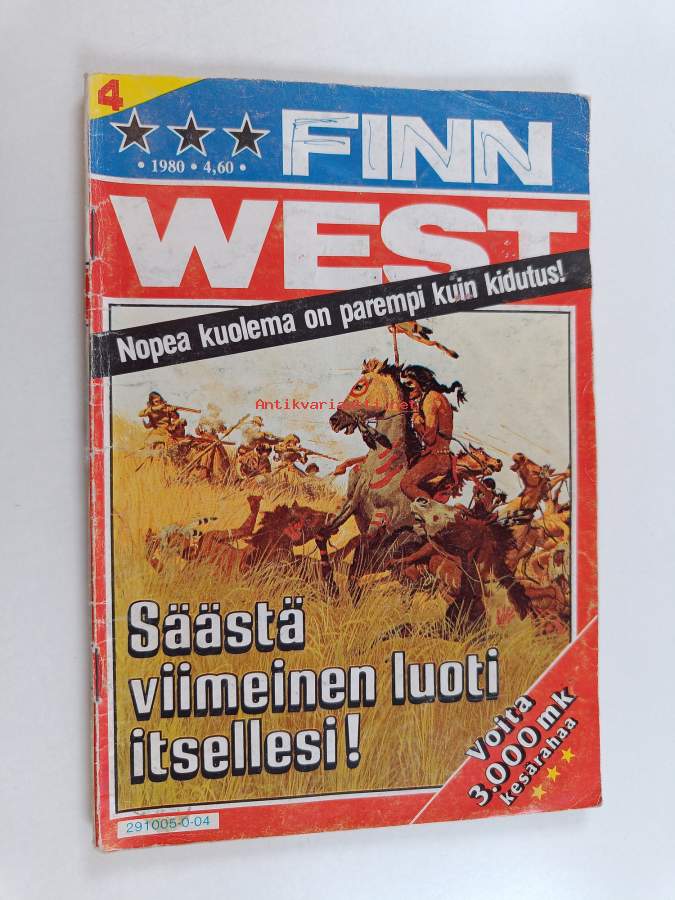 4
• 1980 • 4,60 •
FINN
WEST
Nopea kuolema on parempi kuin kidutus!
Antikvariaatti.net
Säästä
viimeinen luoti
itsellesi!
Voita
3.000 mk
kesärahaa
291005-0-04